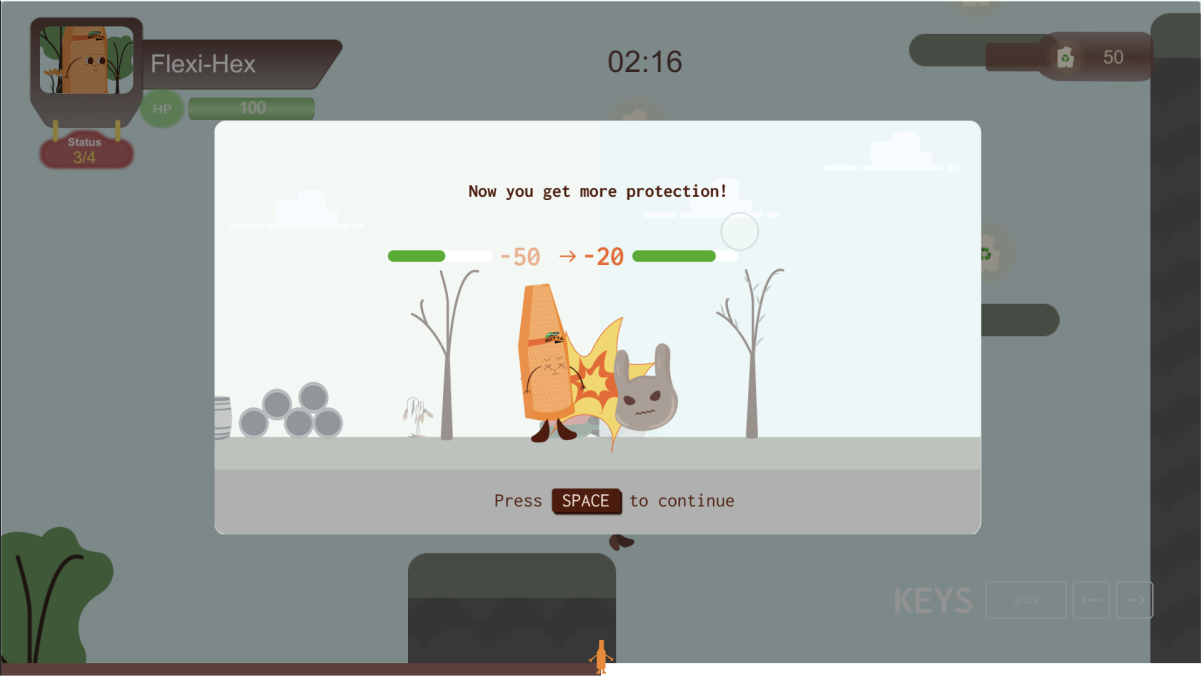 Flexi-Hex
02:16
50
HP
100
Status
3/4
Now you get more protection!
-50 → -20
Press SPACE to continue
KEYS SPACE ← →